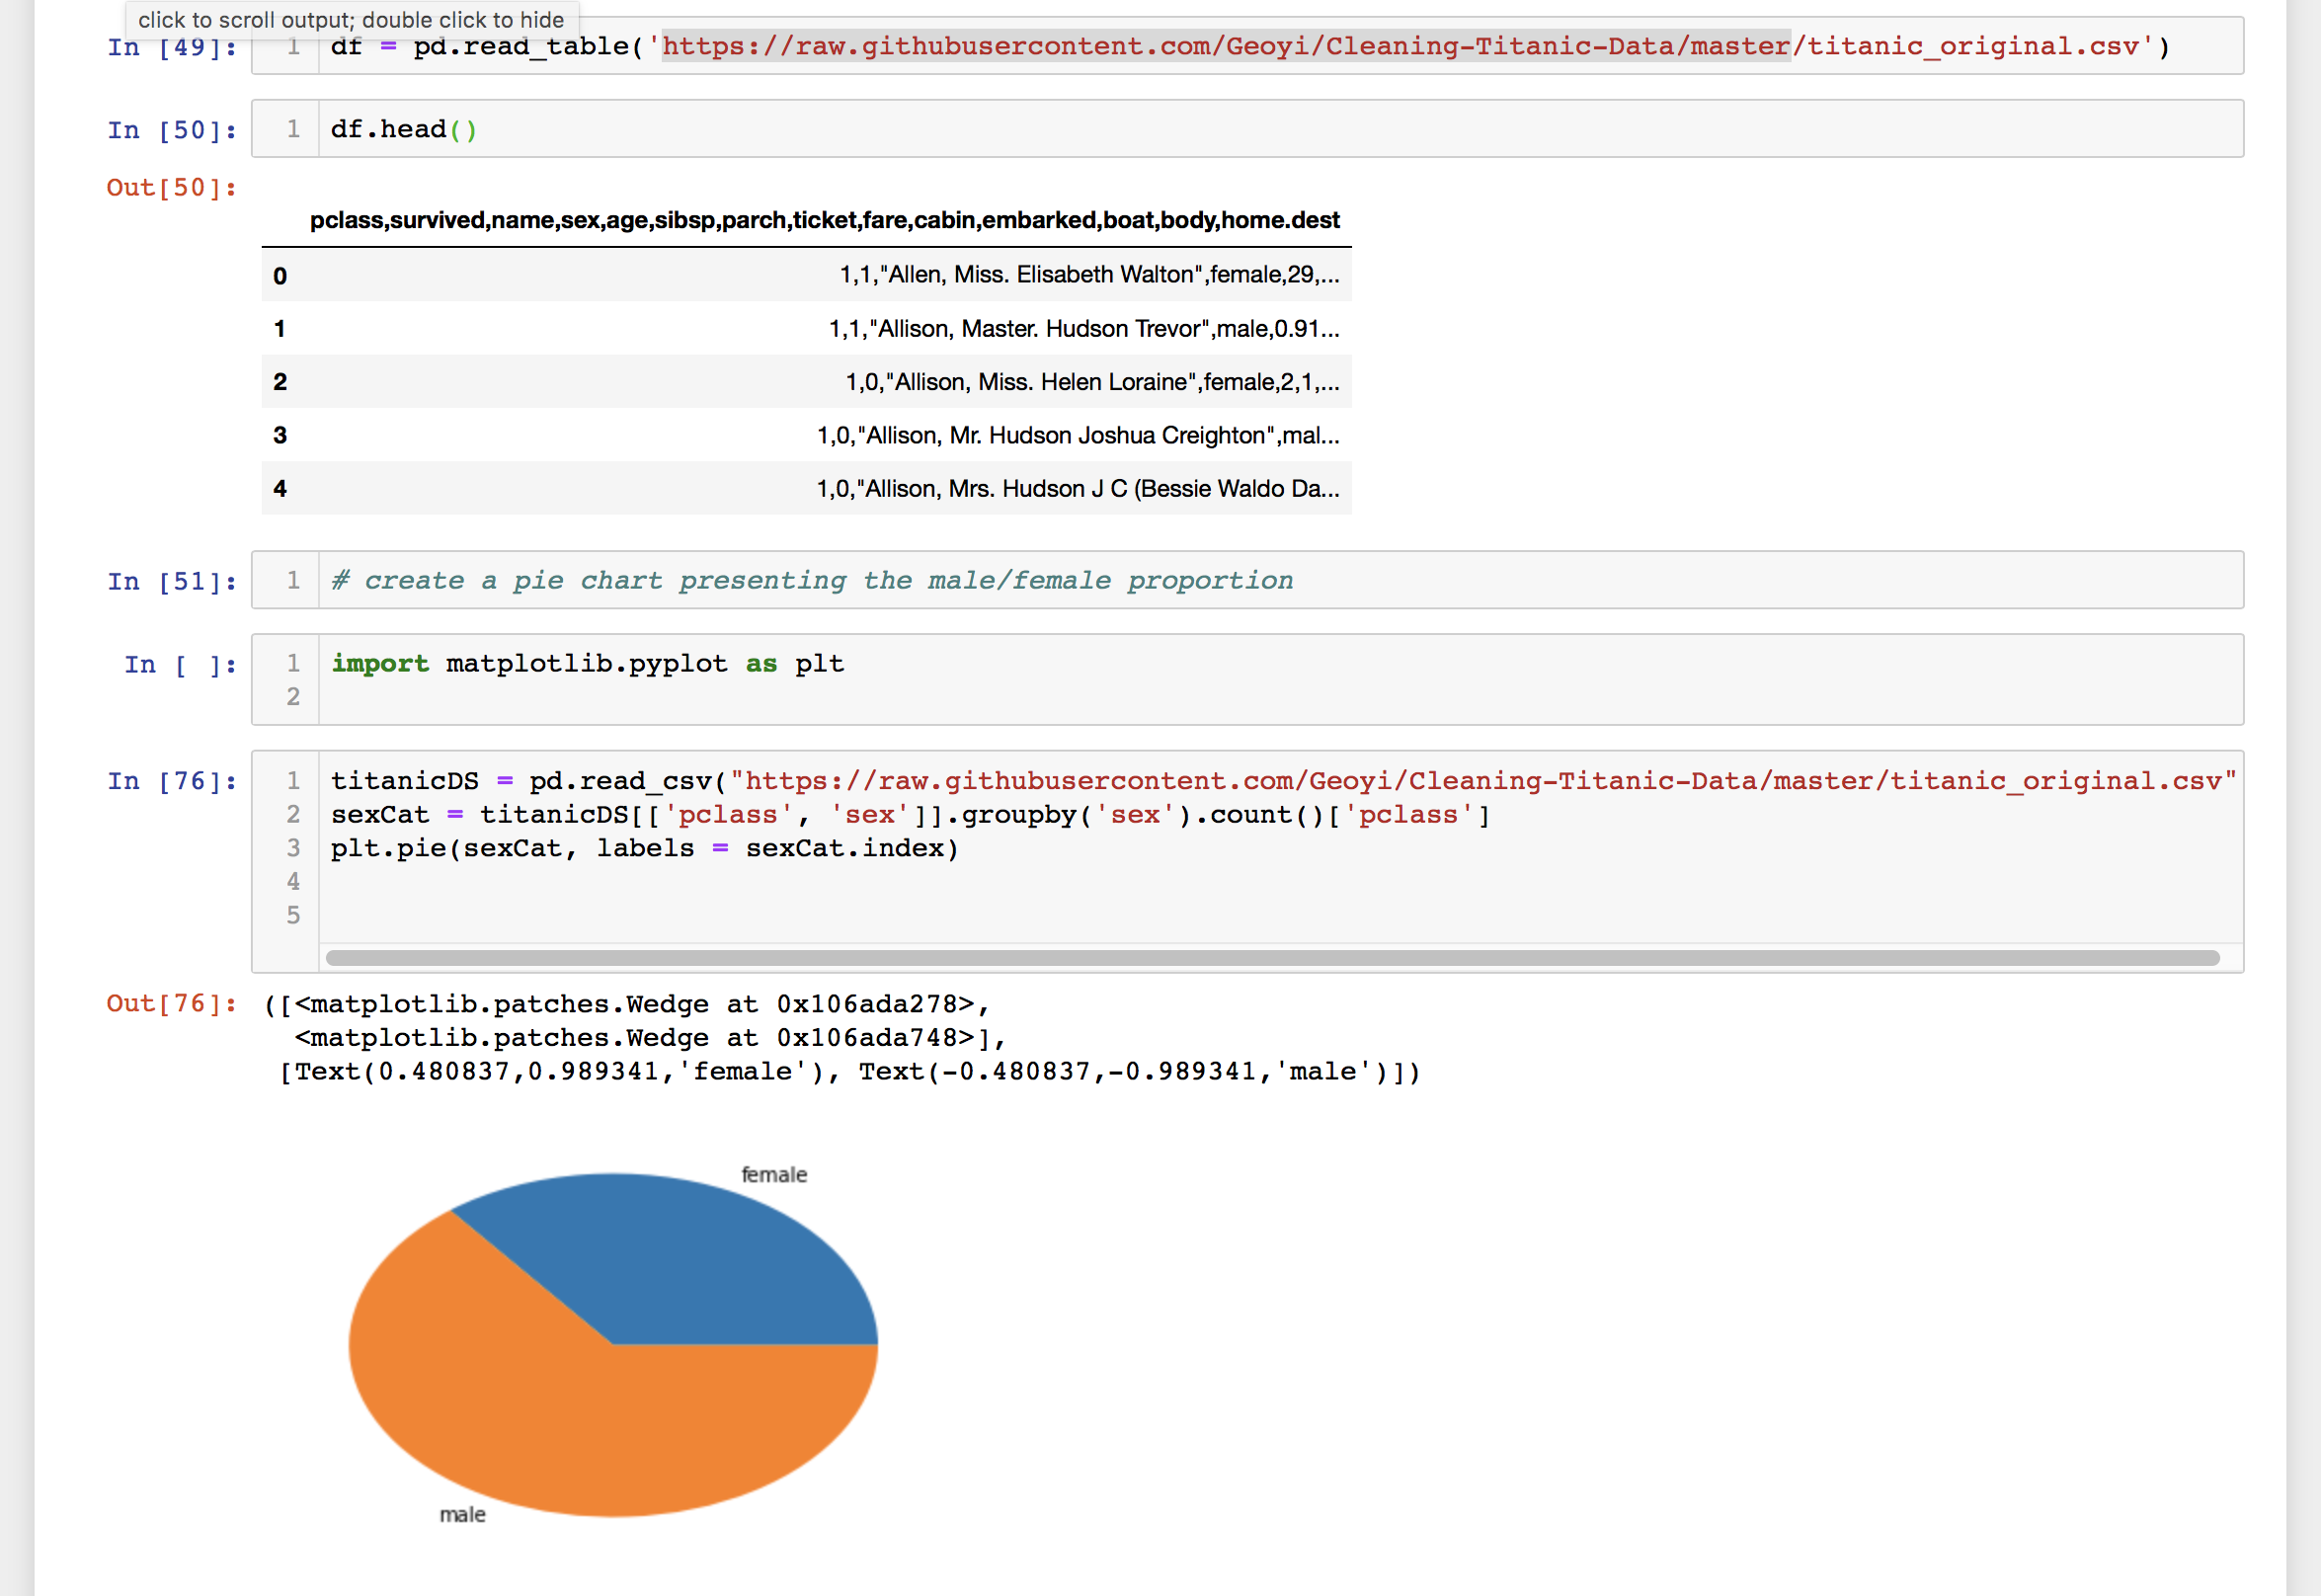 click to scroll output; double click to hide
In [49]: 1 df = pd.read_table('https://raw.githubusercontent.com/Geoyi/Cleaning-Titanic-Data/master/titanic_original.csv')
In [50]: 1 df.head()
Out[50]:
pclass,survived,name,sex,age,sibsp,parch,ticket,fare,cabin,embarked,boat,body,home.dest
0 1,1,"Allen, Miss. Elisabeth Walton",female,29,...
1 1,1,"Allison, Master. Hudson Trevor",male,0.91...
2 1,0,"Allison, Miss. Helen Loraine",female,2,1,...
3 1,0,"Allison, Mr. Hudson Joshua Creighton",mal...
4 1,0,"Allison, Mrs. Hudson J C (Bessie Waldo Da...
In [51]: 1 # create a pie chart presenting the male/female proportion
In [ ]: 1 import matplotlib.pyplot as plt
2
In [76]: 1 titanicDS = pd.read_csv("https://raw.githubusercontent.com/Geoyi/Cleaning-Titanic-Data/master/titanic_original.csv"
2 sexCat = titanicDS[['pclass', 'sex']].groupby('sex').count()['pclass']
3 plt.pie(sexCat, labels = sexCat.index)
4
5
Out[76]: ([<matplotlib.patches.Wedge at 0x106ada278>,
<matplotlib.patches.Wedge at 0x106ada748>],
[Text(0.480837,0.989341,'female'), Text(-0.480837,-0.989341,'male')])
female
male